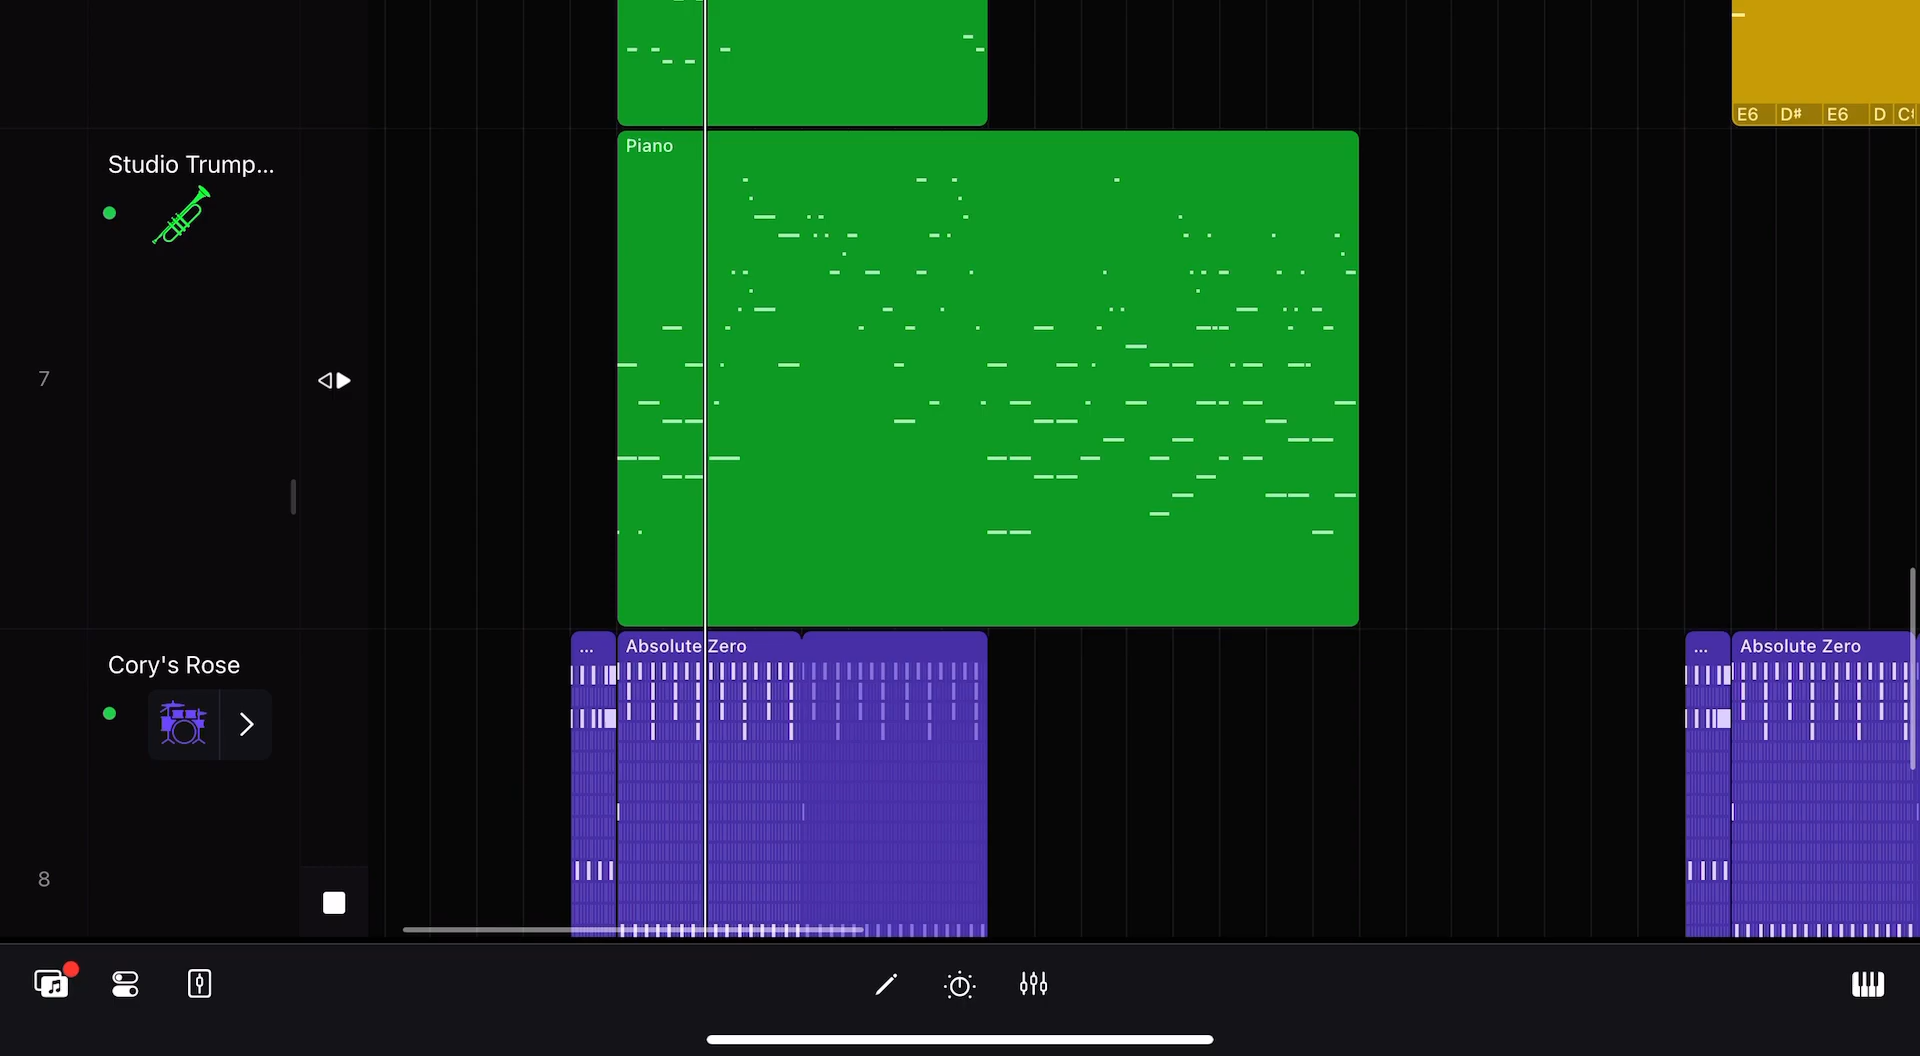 E6 D# E6 D
Studio Trump...
Piano
7
Cory's Rose
...
Absolute Zero
...
Absolute Zero
8